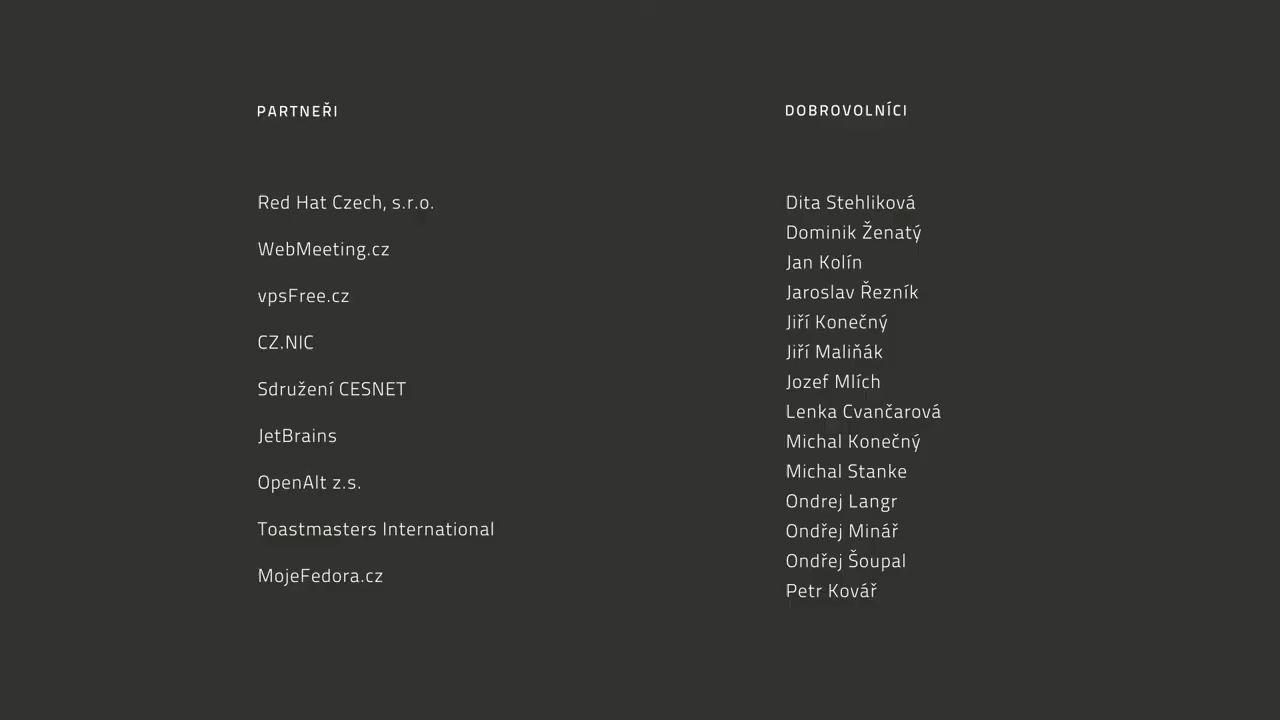 PARTNEŘI
Red Hat Czech, s.r.o.
WebMeeting.cz
vpsFree.cz
CZ.NIC
Sdružení CESNET
JetBrains
OpenAlt z.s.
Toastmasters International
MojeFedora.cz
DOBROVOLNÍCI
Dita Stehliková
Dominik Ženatý
Jan Kolín
Jaroslav Řezník
Jiří Konečný
Jiří Maliňák
Jozef Mlích
Lenka Cvančarová
Michal Konečný
Michal Stanke
Ondrej Langr
Ondřej Minář
Ondřej Šoupal
Petr Kovář